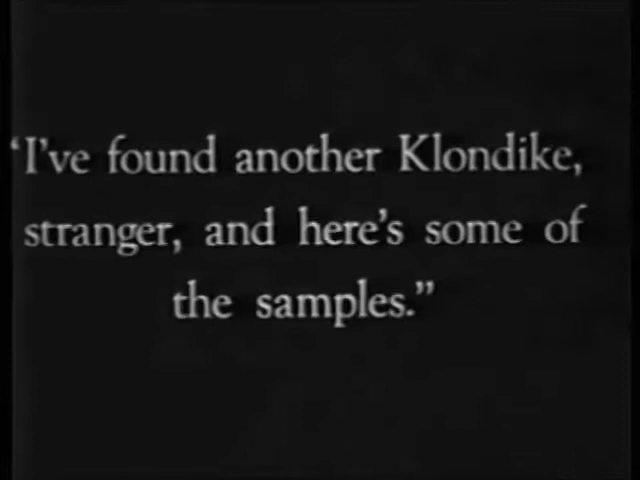 ‘I’ve found another Klondike,
stranger, and here’s some of
the samples.”